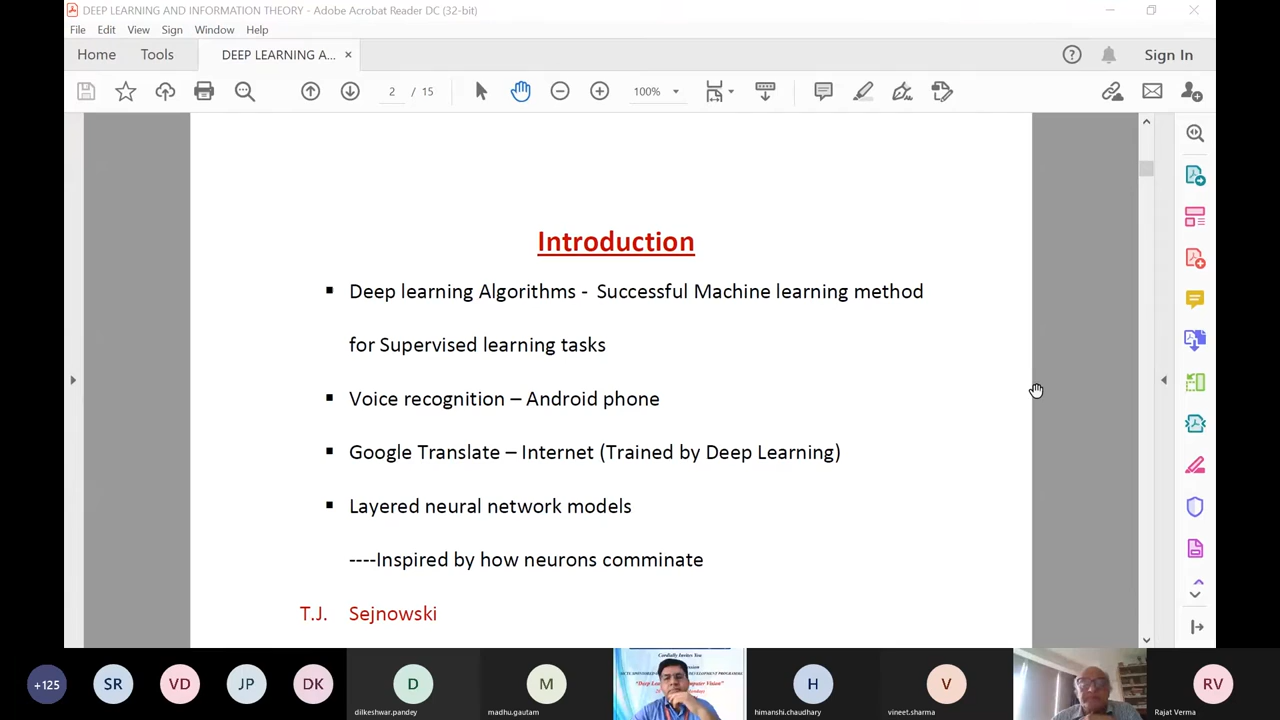 DEEP LEARNING AND INFORMATION THEORY - Adobe Acrobat Reader DC (32-bit)
File Edit View Sign Window Help
Home Tools DEEP LEARNING A... × Sign In
2 / 15 100%
Introduction
▪ Deep learning Algorithms - Successful Machine learning method
for Supervised learning tasks
▪ Voice recognition – Android phone
▪ Google Translate – Internet (Trained by Deep Learning)
▪ Layered neural network models
----Inspired by how neurons comminate
T.J. Sejnowski
+125 SR VD JP DK D M H V RV
Cordially Invites You
dilkeshwar.pandey madhu.gautam himanshi.chaudhary vineet.sharma Rajat Verma